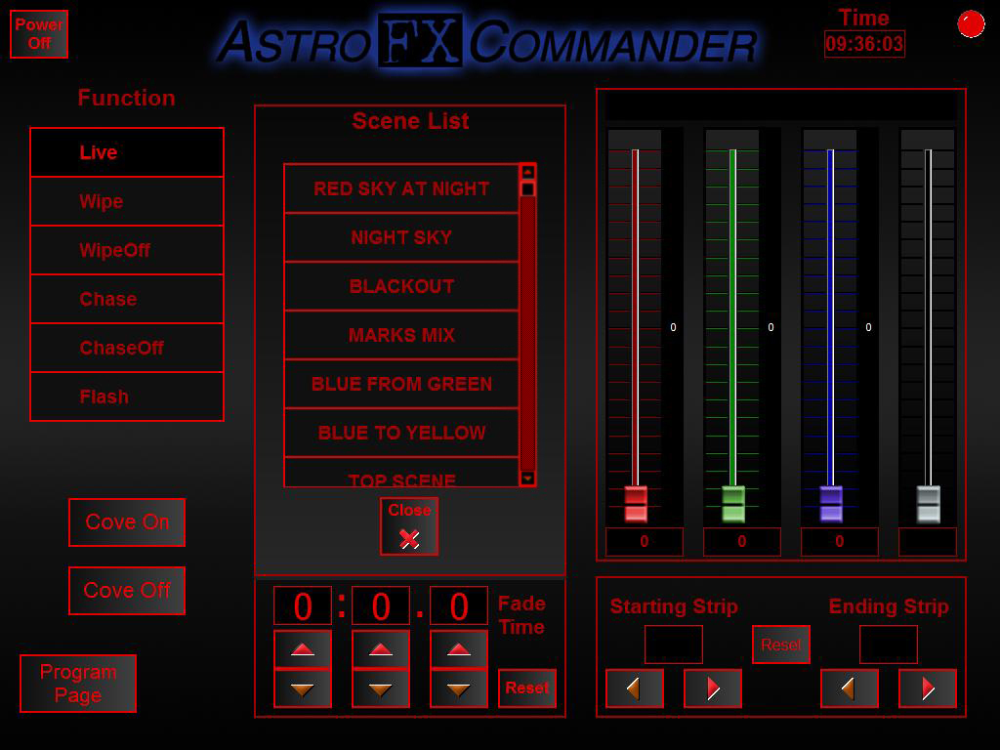 Power
Off
ASTRO FX COMMANDER
Time
09:36:03
Function
Live
Wipe
WipeOff
Chase
ChaseOff
Flash
Cove On
Cove Off
Program
Page
Scene List
RED SKY AT NIGHT
NIGHT SKY
BLACKOUT
MARKS MIX
BLUE FROM GREEN
BLUE TO YELLOW
TOP SCENE
Close
0 : 0 . 0
Fade
Time
Reset
0 0 0
0 0 0
Starting Strip
Reset
Ending Strip